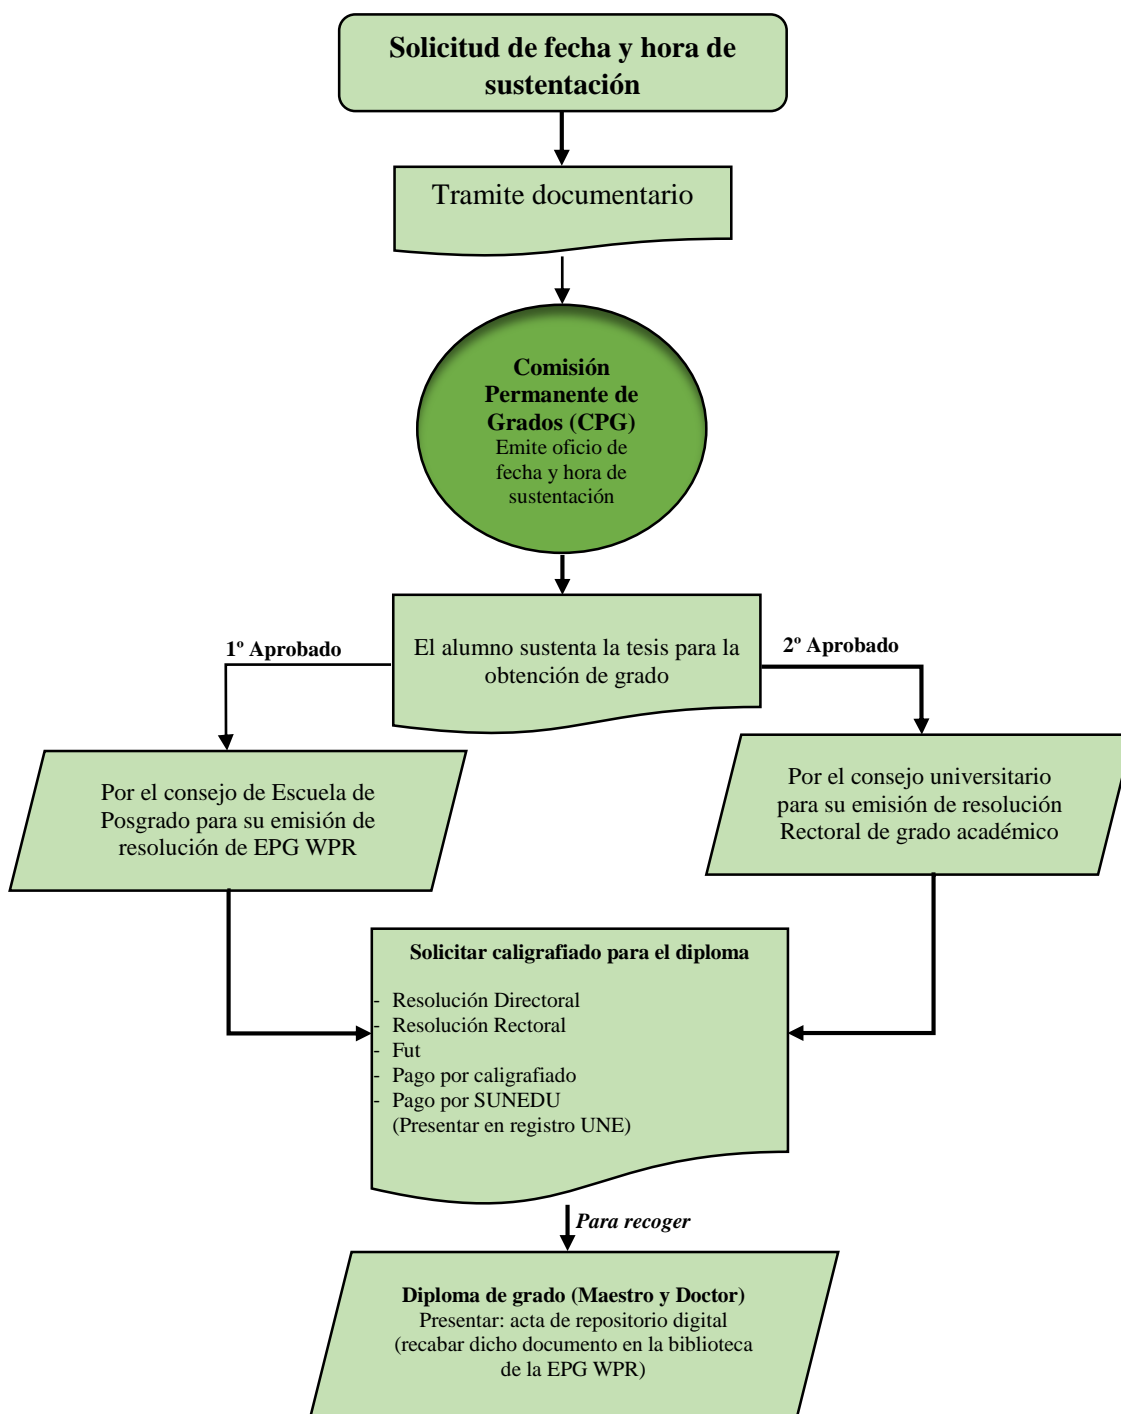 Solicitud de fecha y hora de
sustentación
Tramite documentario
Comisión
Permanente de
Grados (CPG)
Emite oficio de
fecha y hora de
sustentación
El alumno sustenta la tesis para la
obtención de grado
1º Aprobado
2º Aprobado
Por el consejo de Escuela de
Posgrado para su emisión de
resolución de EPG WPR
Por el consejo universitario
para su emisión de resolución
Rectoral de grado académico
Solicitar caligrafiado para el diploma
- Resolución Directoral
- Resolución Rectoral
- Fut
- Pago por caligrafiado
- Pago por SUNEDU
(Presentar en registro UNE)
Para recoger
Diploma de grado (Maestro y Doctor)
Presentar: acta de repositorio digital
(recabar dicho documento en la biblioteca
de la EPG WPR)